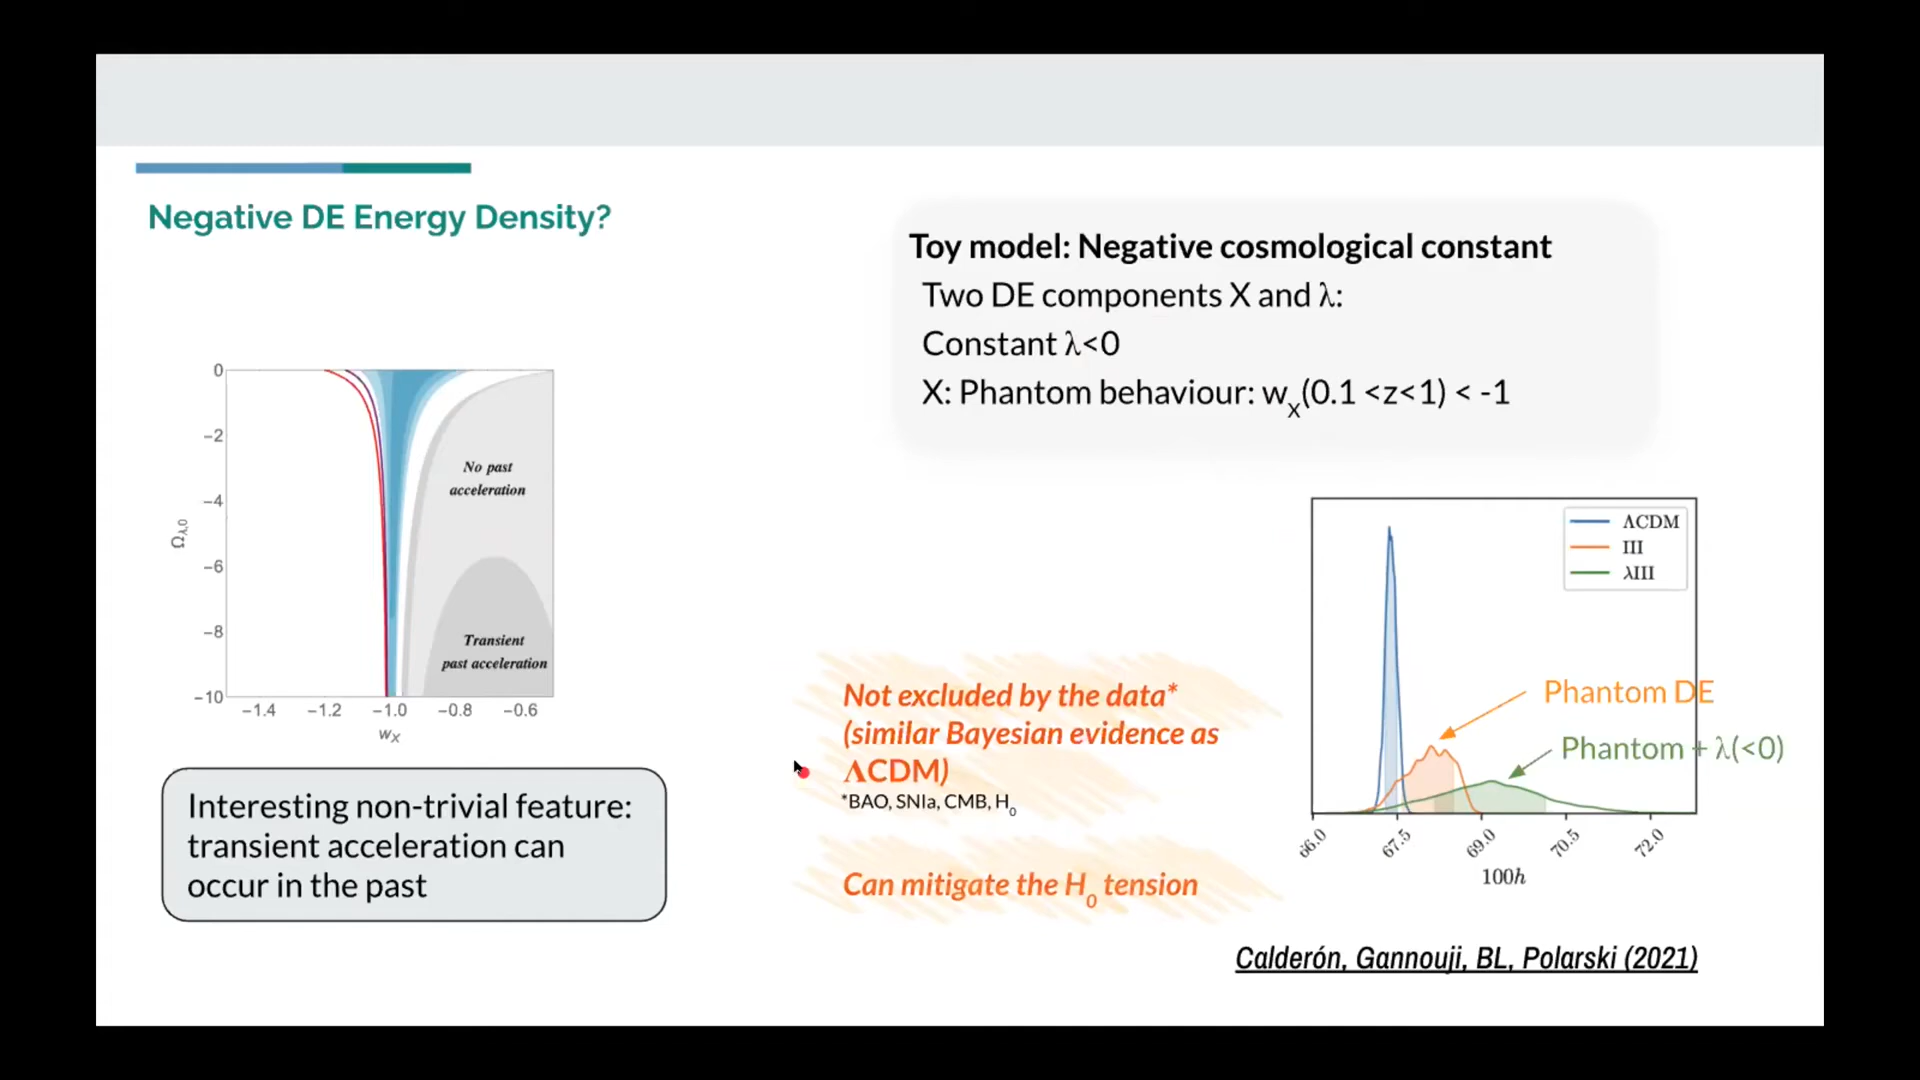 Negative DE Energy Density?
Toy model: Negative cosmological constant
Two DE components X and λ:
Constant λ<0
X: Phantom behaviour: wX(0.1 <z<1) < -1
0
−2
−4
−6
−8
−10
Ωλ,0
No past
acceleration
Transient
past acceleration
−1.4 −1.2 −1.0 −0.8 −0.6
wX
Interesting non-trivial feature:
transient acceleration can
occur in the past
Not excluded by the data*
(similar Bayesian evidence as
ΛCDM)
*BAO, SNIa, CMB, H0
Can mitigate the H0 tension
ΛCDM
III
λIII
Phantom DE
Phantom + λ(<0)
66.0 67.5 69.0 70.5 72.0
100h
Calderón, Gannouji, BL, Polarski (2021)